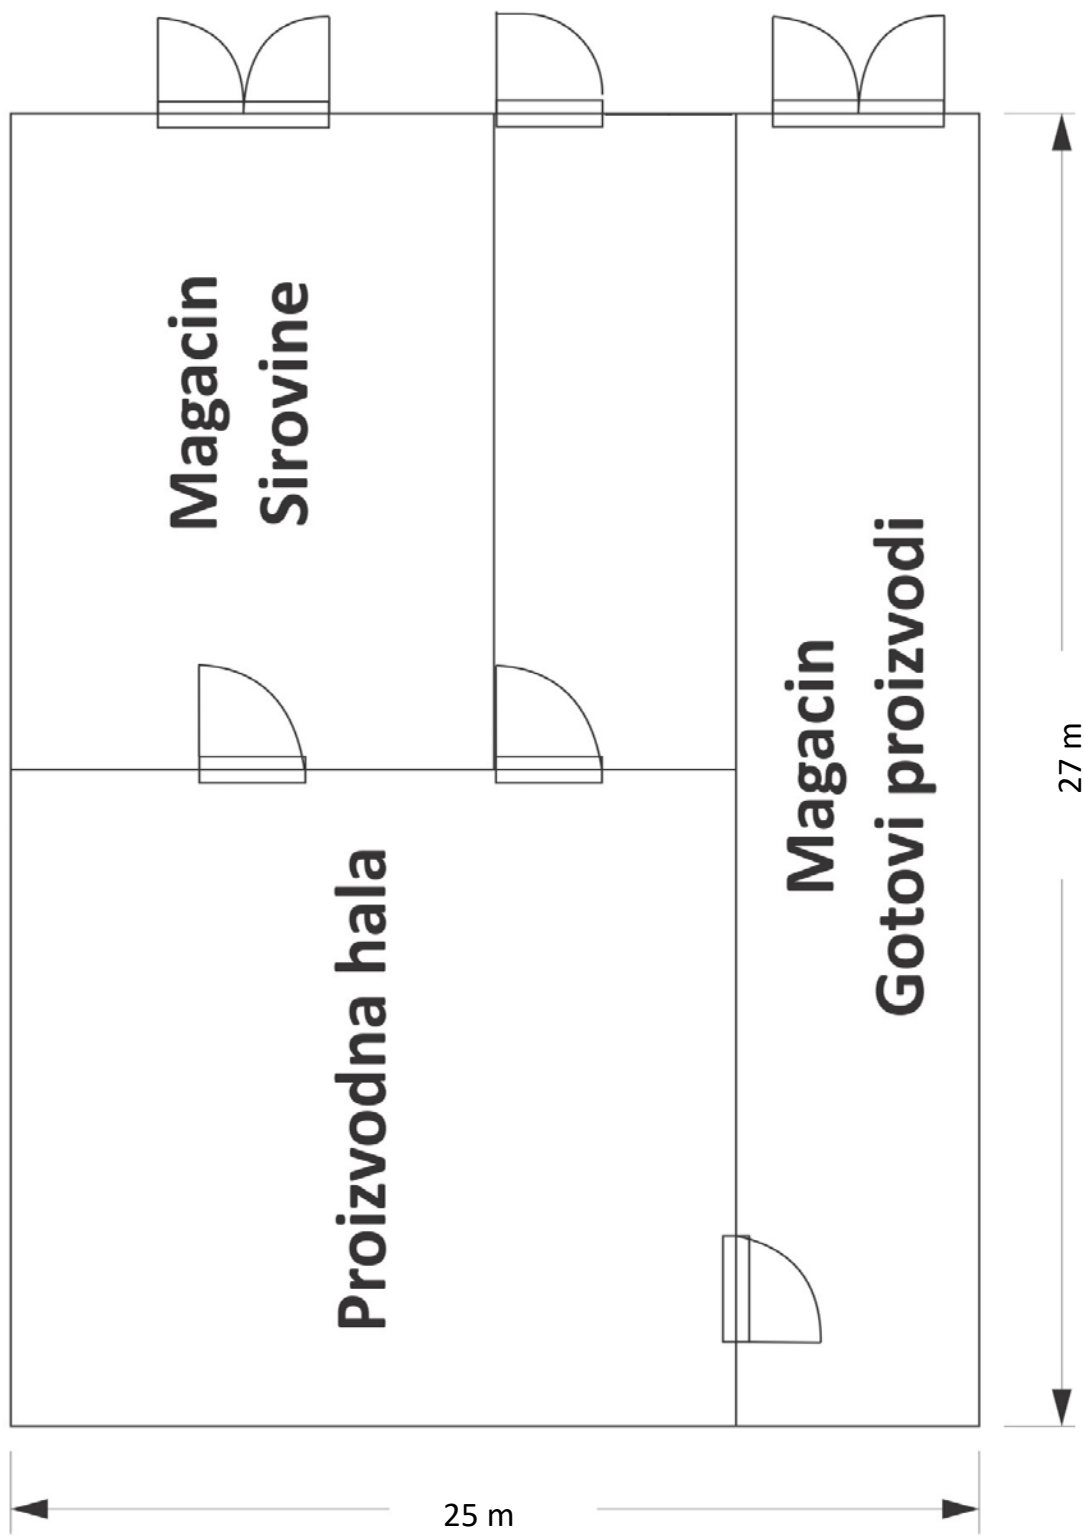 Magacin
Sirovine
Magacin
Gotovi proizvodi
Proizvodna hala
27 m
25 m